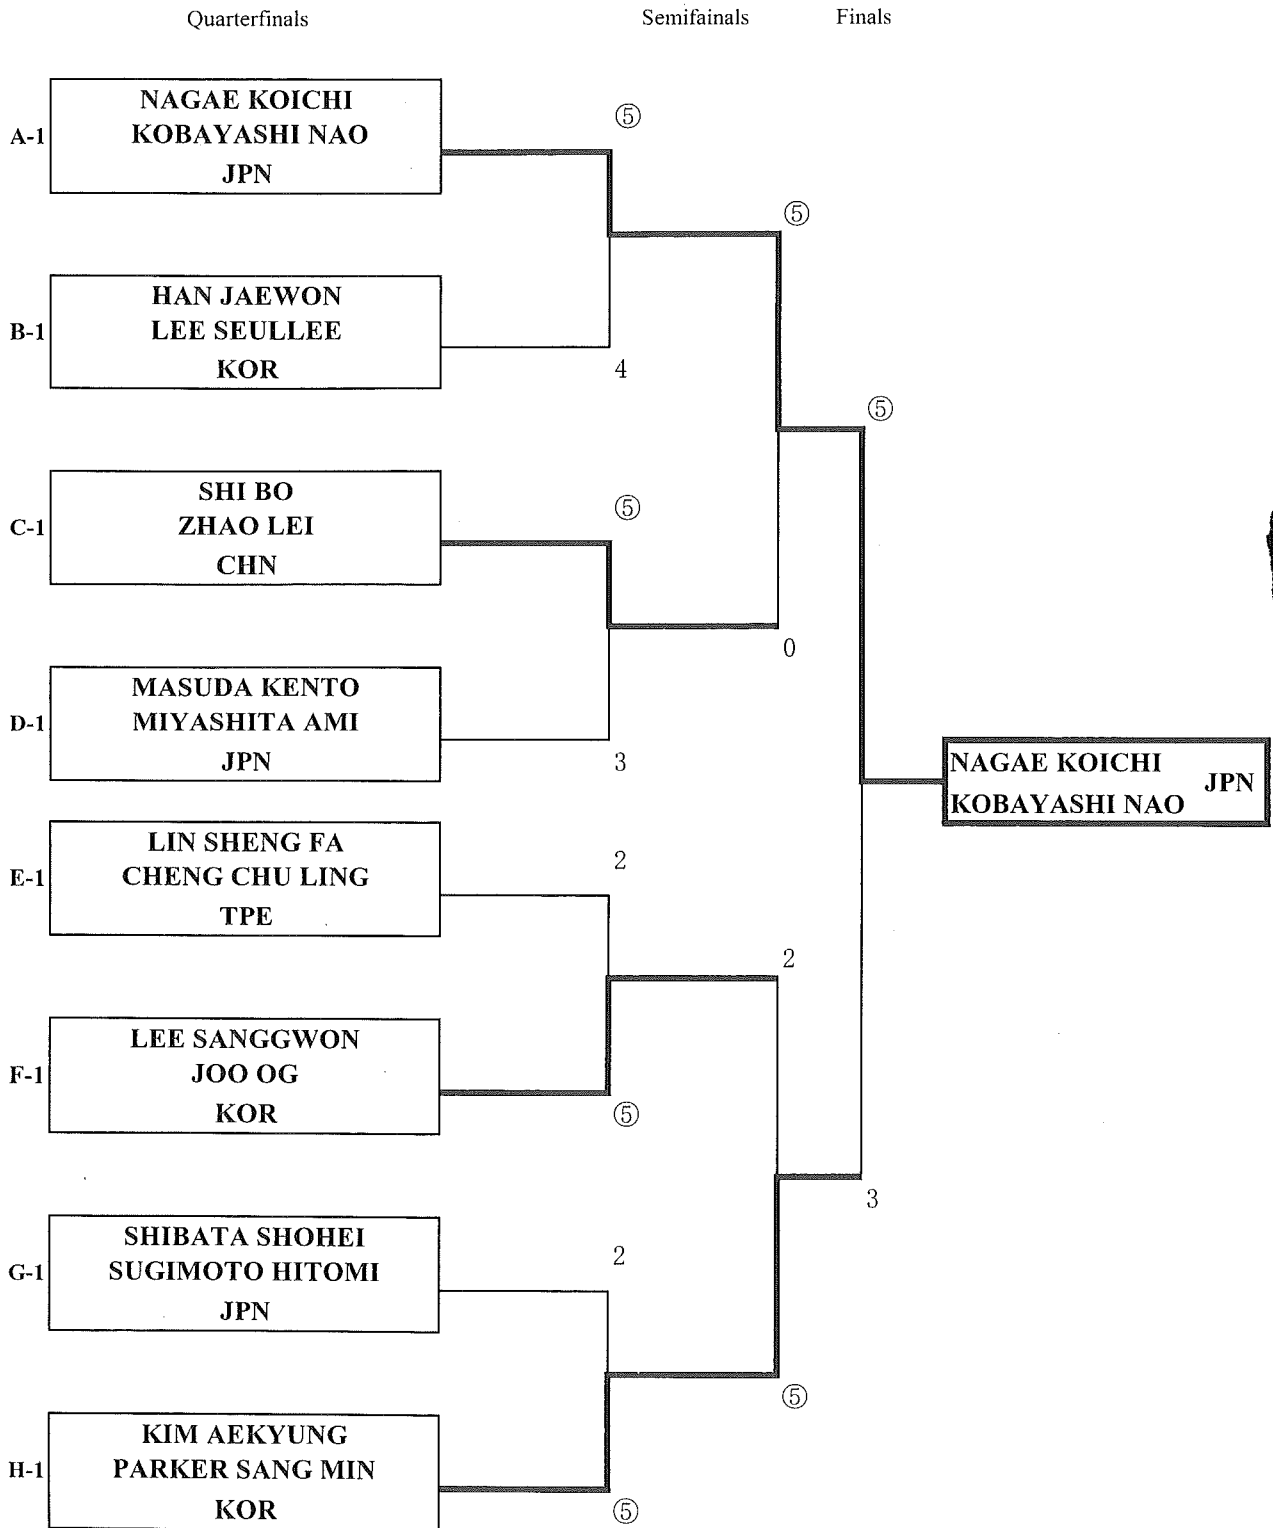 Quarterfinals Semifainals Finals
A-1
NAGAE KOICHI
KOBAYASHI NAO
JPN
⑤
⑤
B-1
HAN JAEWON
LEE SEULLEE
KOR
4
⑤
C-1
SHI BO
ZHAO LEI
CHN
⑤
0
D-1
MASUDA KENTO
MIYASHITA AMI
JPN
3
NAGAE KOICHI
KOBAYASHI NAO
JPN
E-1
LIN SHENG FA
CHENG CHU LING
TPE
2
2
F-1
LEE SANGGWON
JOO OG
KOR
⑤
3
G-1
SHIBATA SHOHEI
SUGIMOTO HITOMI
JPN
2
⑤
H-1
KIM AEKYUNG
PARKER SANG MIN
KOR
⑤